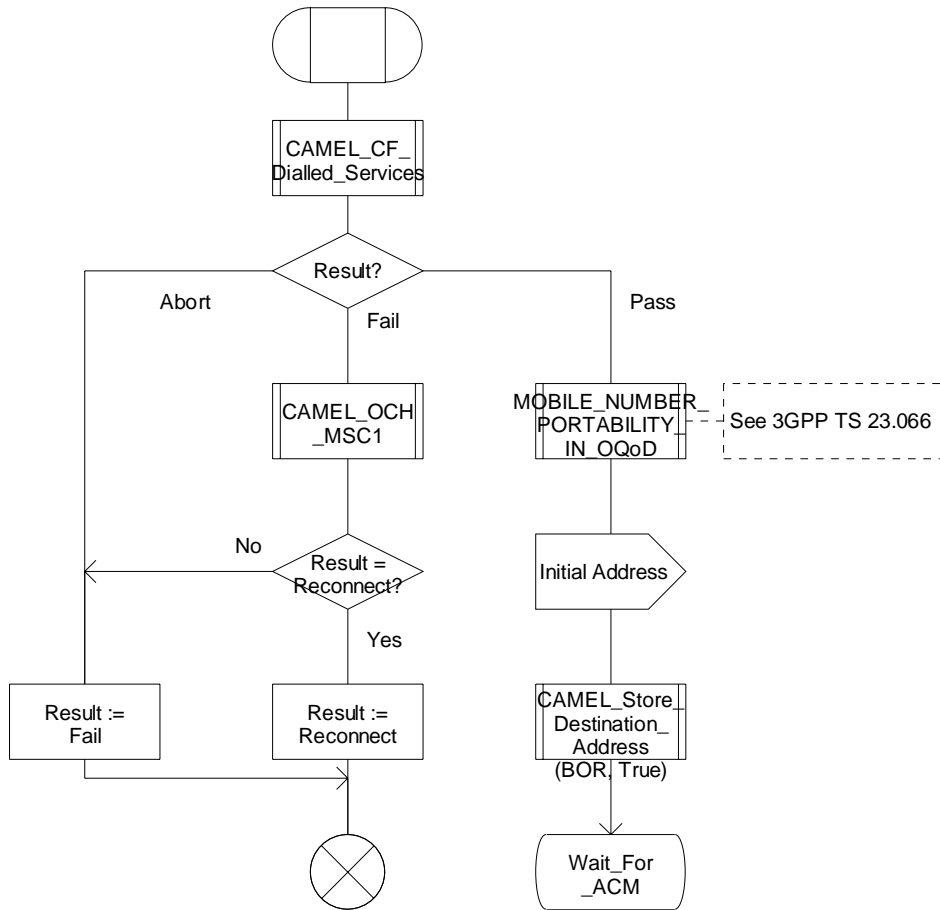 CAMEL_CF_
Dialled_Services
Result?
Abort
Pass
Fail
CAMEL_OCH
_MSC1
MOBILE_NUMBER_
PORTABILITY_
IN_OQoD
See 3GPP TS 23.066
No
Result =
Reconnect?
Initial Address
Yes
Result :=
Fail
Result :=
Reconnect
CAMEL_Store_
Destination_
Address
(BOR, True)
Wait_For
_ACM